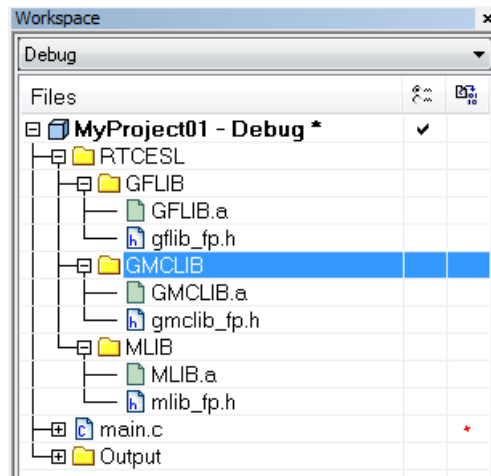 Workspace
Debug
Files
MyProject01 - Debug *
RTCESL
GFLIB
GFLIB.a
gflib_fp.h
GMCLIB
GMCLIB.a
gmclib_fp.h
MLIB
MLIB.a
mlib_fp.h
main.c
Output